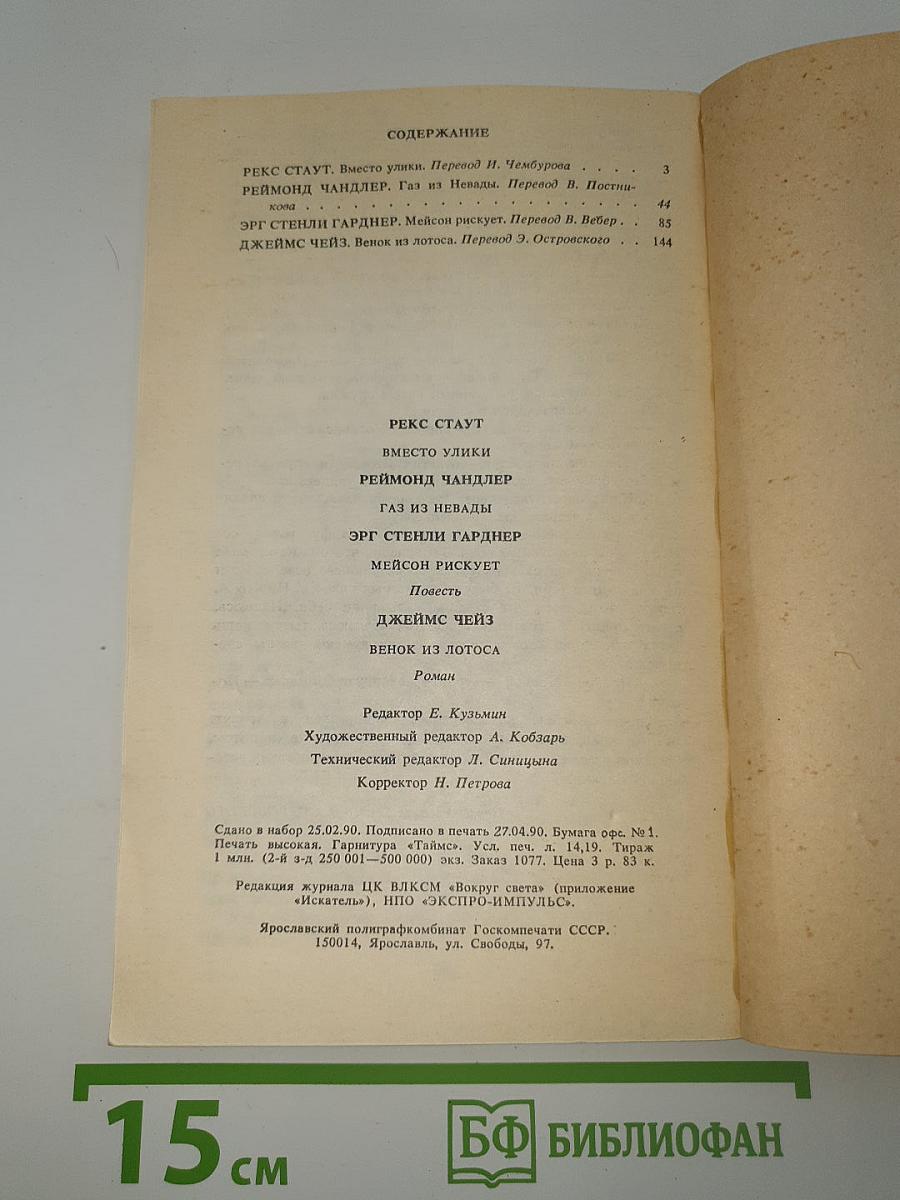 СОДЕРЖАНИЕ
РЕКС СТАУТ. Вместо улики. Перевод И. Чембурова . . . . 3
РЕЙМОНД ЧАНДЛЕР. Газ из Невады. Перевод В. Постни-
кова . . . . . . . . . . . . . . . . . . 44
ЭРГ СТЕНЛИ ГАРДНЕР. Мейсон рискует. Перевод В. Вебер . . 85
ДЖЕЙМС ЧЕЙЗ. Венок из лотоса. Перевод Э. Островского . . 144
РЕКС СТАУТ
ВМЕСТО УЛИКИ
РЕЙМОНД ЧАНДЛЕР
ГАЗ ИЗ НЕВАДЫ
ЭРГ СТЕНЛИ ГАРДНЕР
МЕЙСОН РИСКУЕТ
Повесть
ДЖЕЙМС ЧЕЙЗ
ВЕНОК ИЗ ЛОТОСА
Роман
Редактор Е. Кузьмин
Художественный редактор А. Кобзарь
Технический редактор Л. Синицына
Корректор Н. Петрова
Сдано в набор 25.02.90. Подписано в печать 27.04.90. Бумага офс. № 1.
Печать высокая. Гарнитура «Таймс». Усл. печ. л. 14,19. Тираж
1 млн. (2-й з-д 250 001—500 000) экз. Заказ 1077. Цена 3 р. 83 к.
Редакция журнала ЦК ВЛКСМ «Вокруг света» (приложение
«Искатель»), НПО «ЭКСПРО-ИМПУЛЬС».
Ярославский полиграфкомбинат Госкомпечати СССР.
150014, Ярославль, ул. Свободы, 97.
15 см
БФ БИБЛИОФАН